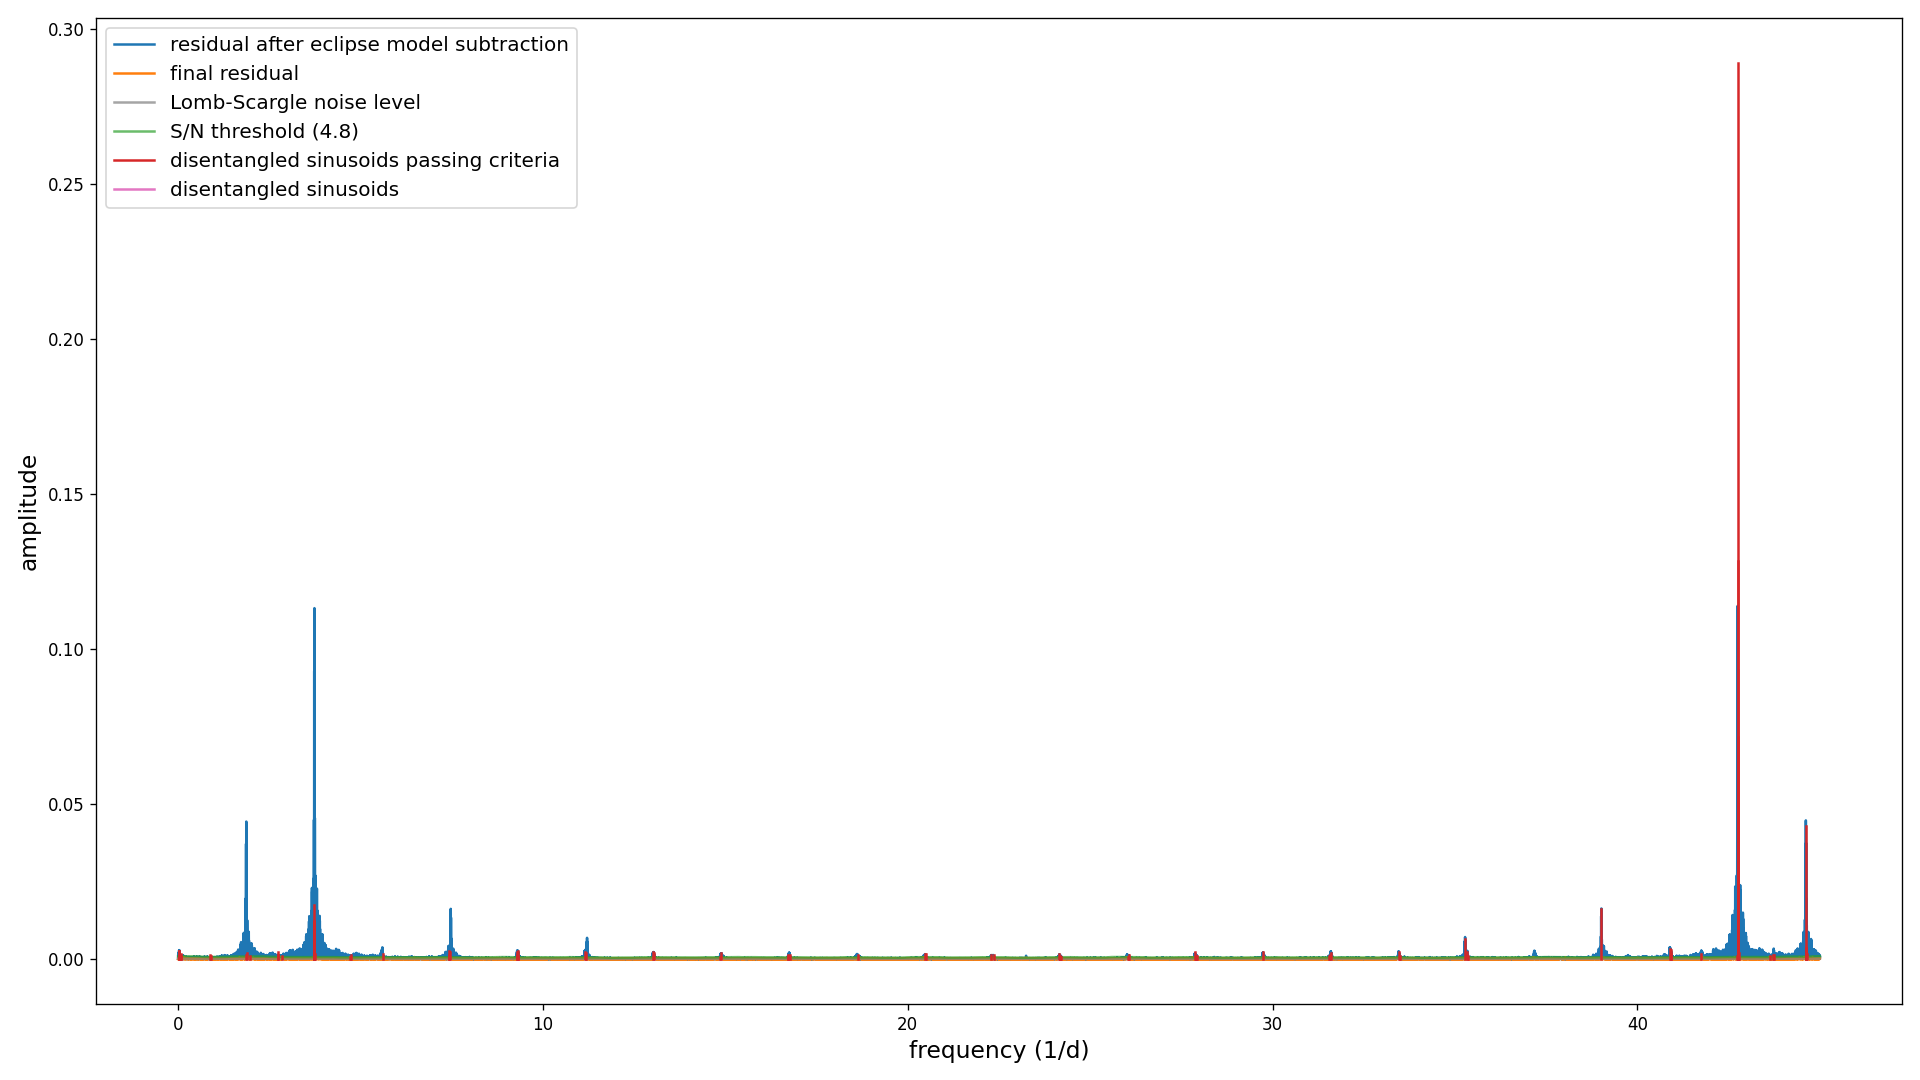 residual after eclipse model subtraction
final residual
Lomb-Scargle noise level
S/N threshold (4.8)
disentangled sinusoids passing criteria
disentangled sinusoids
0.30
0.25
0.20
0.15
0.10
0.05
0.00
amplitude
0 10 20 30 40
frequency (1/d)